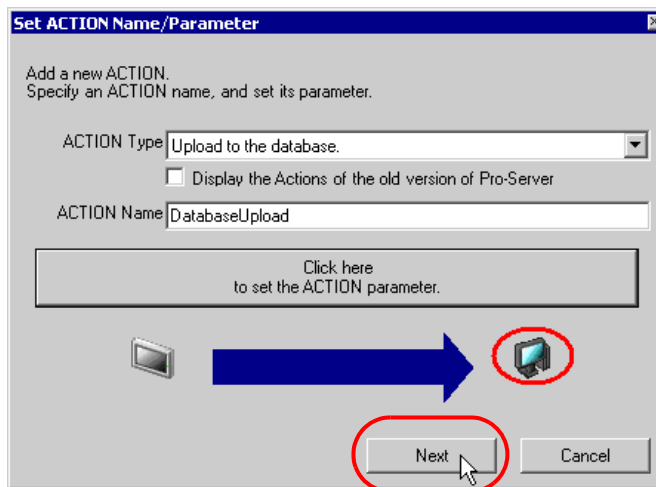 Set ACTION Name/Parameter
Add a new ACTION.
Specify an ACTION name, and set its parameter.
ACTION Type Upload to the database.
Display the Actions of the old version of Pro-Server
ACTION Name DatabaseUpload
Click here
to set the ACTION parameter.
Next Cancel